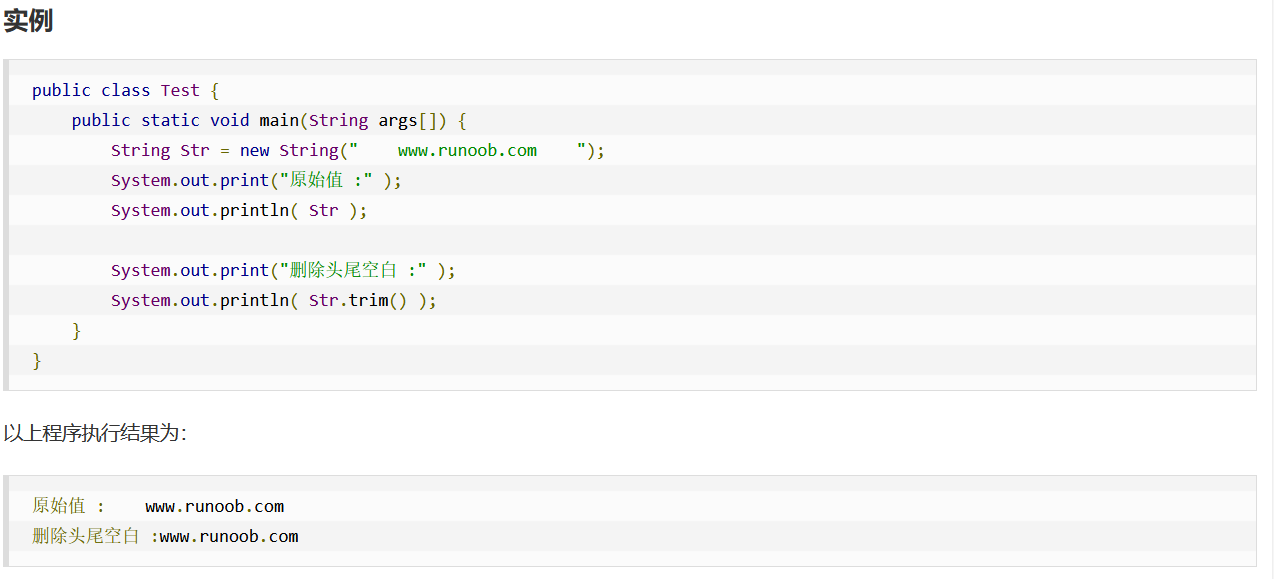 实例
public class Test {
    public static void main(String args[]) {
        String Str = new String("    www.runoob.com    ");
        System.out.print("原始值 :" );
        System.out.println( Str );
        System.out.print("删除头尾空白 :" );
        System.out.println( Str.trim() );
    }
}
以上程序执行结果为：
原始值 :    www.runoob.com
删除头尾空白 :www.runoob.com